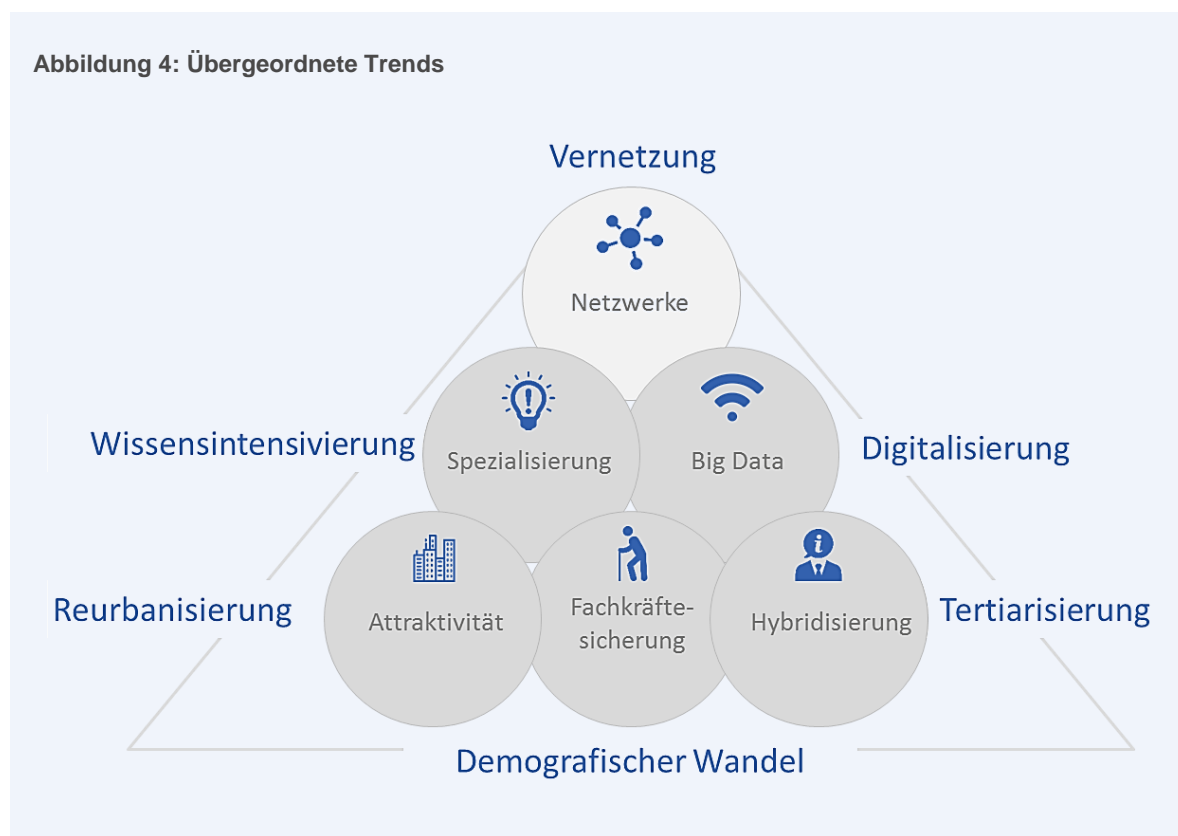 Abbildung 4: Übergeordnete Trends
Vernetzung
Netzwerke
Wissensintensivierung
Spezialisierung
Big Data
Digitalisierung
Reurbanisierung
Attraktivität
Fachkräfte-
sicherung
Hybridisierung
Tertiarisierung
Demografischer Wandel